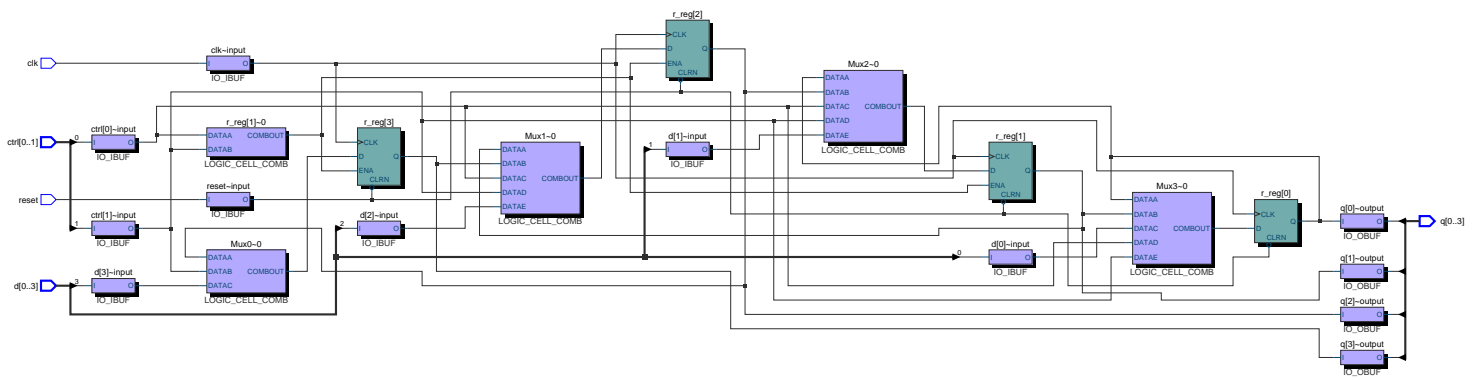 clk
clk~input
I O
IO_IBUF
ctrl[0..1]
0
ctrl[0]~input
I O
IO_IBUF
r_reg[1]~0
DATAA
DATAB
COMBOUT
LOGIC_CELL_COMB
r_reg[3]
CLK
D
Q
ENA
CLRN
reset
reset~input
I O
IO_IBUF
1
ctrl[1]~input
I O
IO_IBUF
Mux0~0
DATAA
DATAB
COMBOUT
DATAC
LOGIC_CELL_COMB
d[0..3]
3
d[3]~input
I O
IO_IBUF
2
d[2]~input
I O
IO_IBUF
Mux1~0
DATAA
DATAB
DATAC
COMBOUT
DATAD
DATAE
LOGIC_CELL_COMB
r_reg[2]
CLK
D
Q
ENA
CLRN
1
d[1]~input
I O
IO_IBUF
Mux2~0
DATAA
DATAB
DATAC
COMBOUT
DATAD
DATAE
LOGIC_CELL_COMB
r_reg[1]
CLK
D
Q
ENA
CLRN
0
d[0]~input
I O
IO_IBUF
Mux3~0
DATAA
DATAB
DATAC
COMBOUT
DATAD
DATAE
LOGIC_CELL_COMB
r_reg[0]
CLK
D
Q
CLRN
q[0]~output
I O
IO_OBUF
q[0..3]
q[1]~output
I O
IO_OBUF
q[2]~output
I O
IO_OBUF
q[3]~output
I O
IO_OBUF